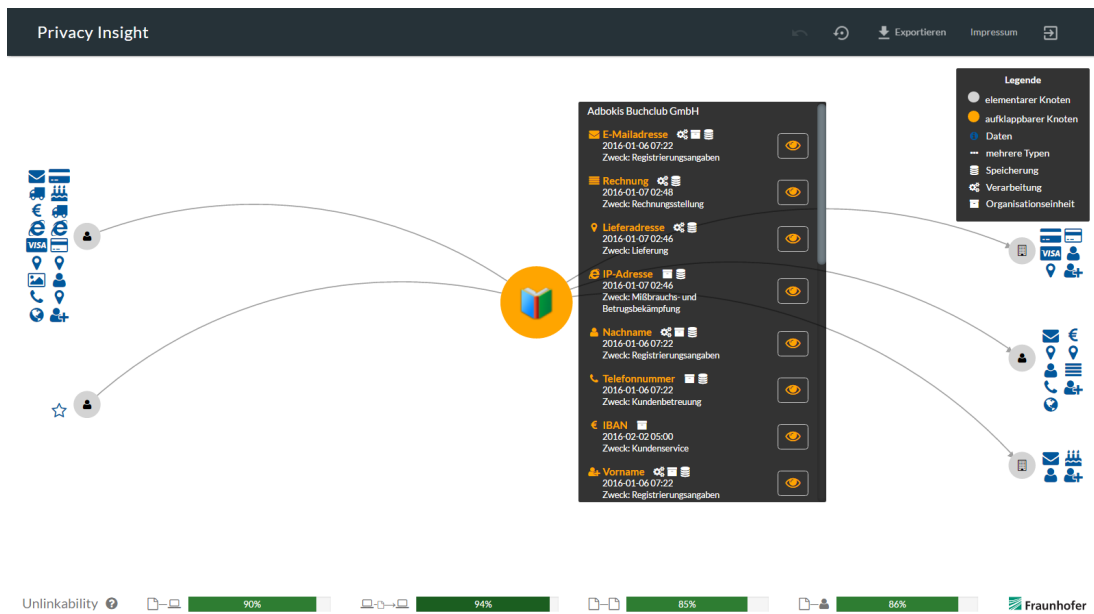 Privacy Insight
Exportieren
Impressum
Legende
elementarer Knoten
aufklappbarer Knoten
Daten
mehrere Typen
Speicherung
Verarbeitung
Organisationseinheit
Adbokis Buchclub GmbH
E-Mailadresse
2016-01-06 07:22
Zweck: Registrierungsangaben
Rechnung
2016-01-07 02:48
Zweck: Rechnungsstellung
Lieferadresse
2016-01-07 02:46
Zweck: Lieferung
IP-Adresse
2016-01-07 02:46
Zweck: Mißbrauchs- und
Betrugsbekämpfung
Nachname
2016-01-06 07:22
Zweck: Registrierungsangaben
Telefonnummer
2016-01-06 07:22
Zweck: Kundenbetreuung
€ IBAN
2016-02-02 05:00
Zweck: Kundenservice
Vorname
2016-01-06 07:22
Zweck: Registrierungsangaben
€
VISA
VISA
€
Unlinkability ?
90%
94%
85%
86%
Fraunhofer